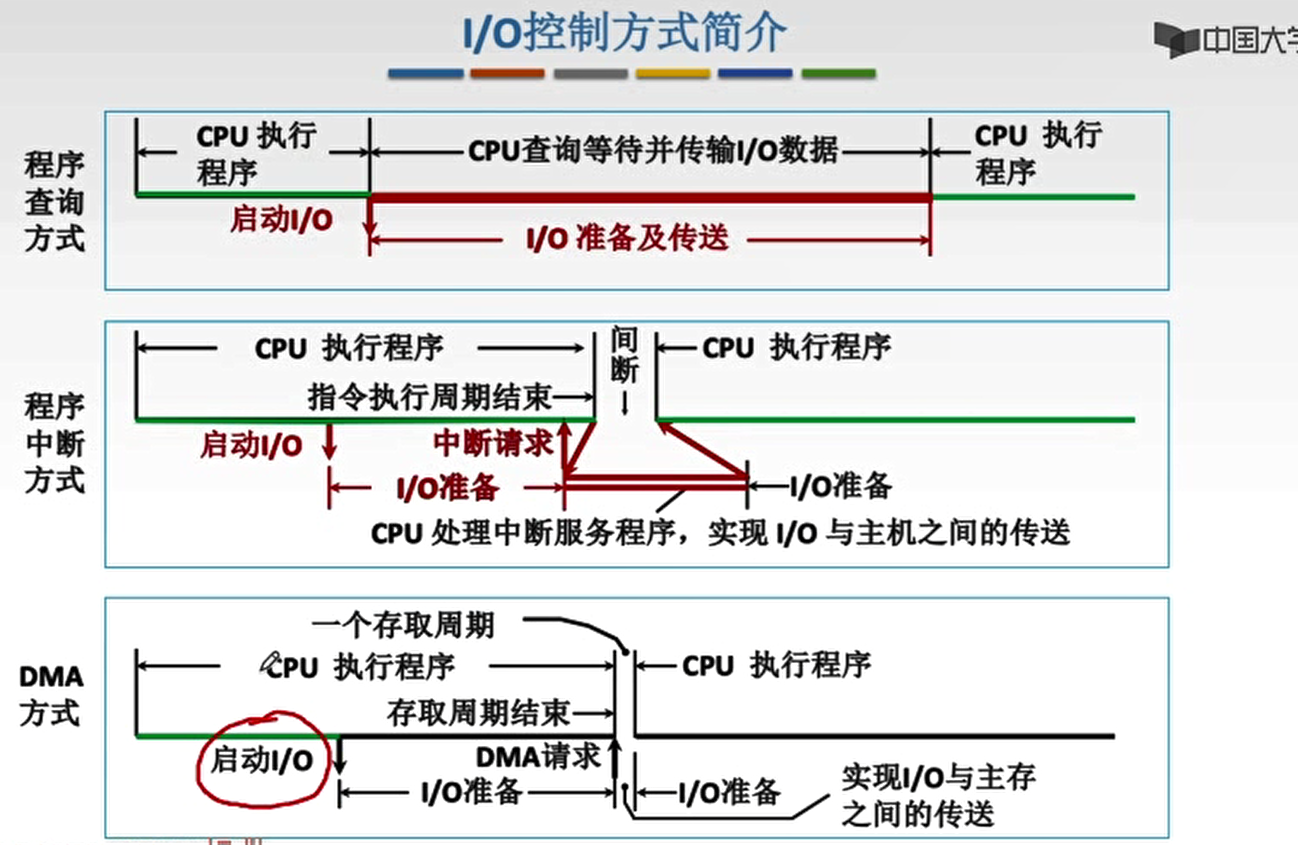 I/O控制方式简介
中国大学
程序
查询
方式
CPU 执行
程序
CPU查询等待并传输I/O数据
CPU 执行
程序
启动I/O
I/O 准备及传送
程序
中断
方式
CPU 执行程序
间
断
CPU 执行程序
指令执行周期结束
启动I/O
中断请求
I/O准备
I/O准备
CPU 处理中断服务程序，实现 I/O 与主机之间的传送
DMA
方式
一个存取周期
CPU 执行程序
CPU 执行程序
存取周期结束
启动I/O
DMA请求
I/O准备
I/O准备
实现I/O与主存
之间的传送